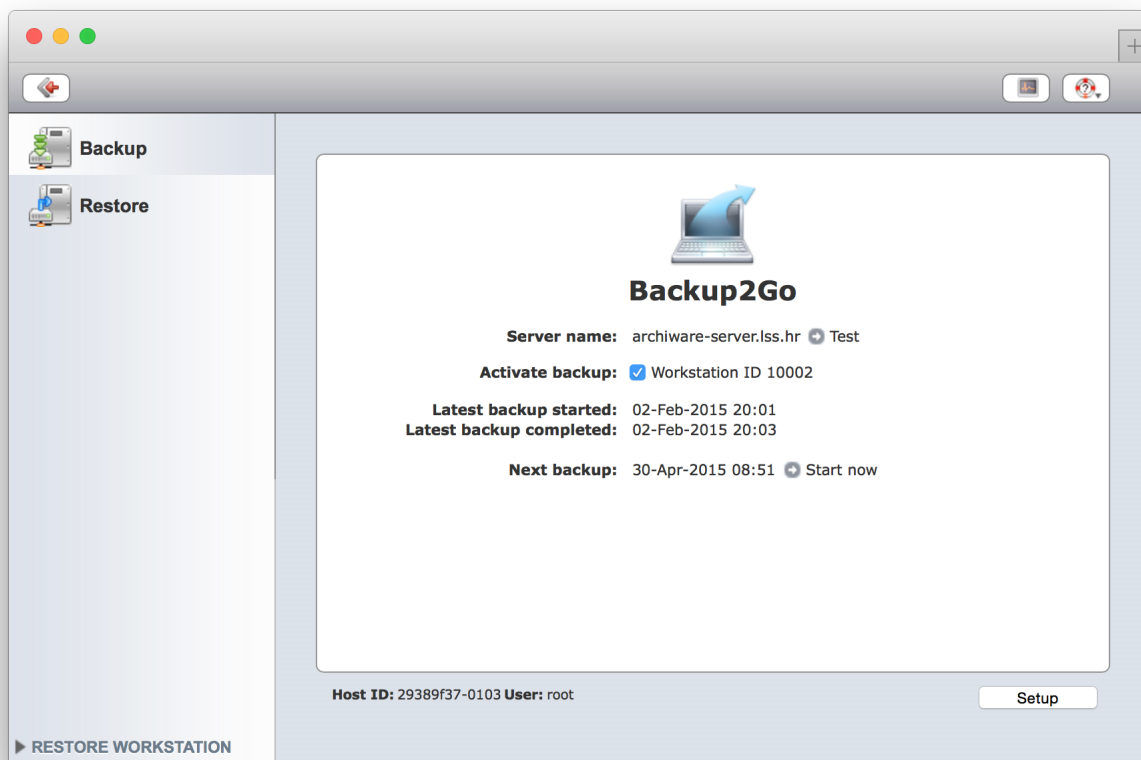 Backup
Restore
Backup2Go
Server name: archiware-server.lss.hr Test
Activate backup: Workstation ID 10002
Latest backup started: 02-Feb-2015 20:01
Latest backup completed: 02-Feb-2015 20:03
Next backup: 30-Apr-2015 08:51 Start now
Host ID: 29389f37-0103 User: root
Setup
RESTORE WORKSTATION